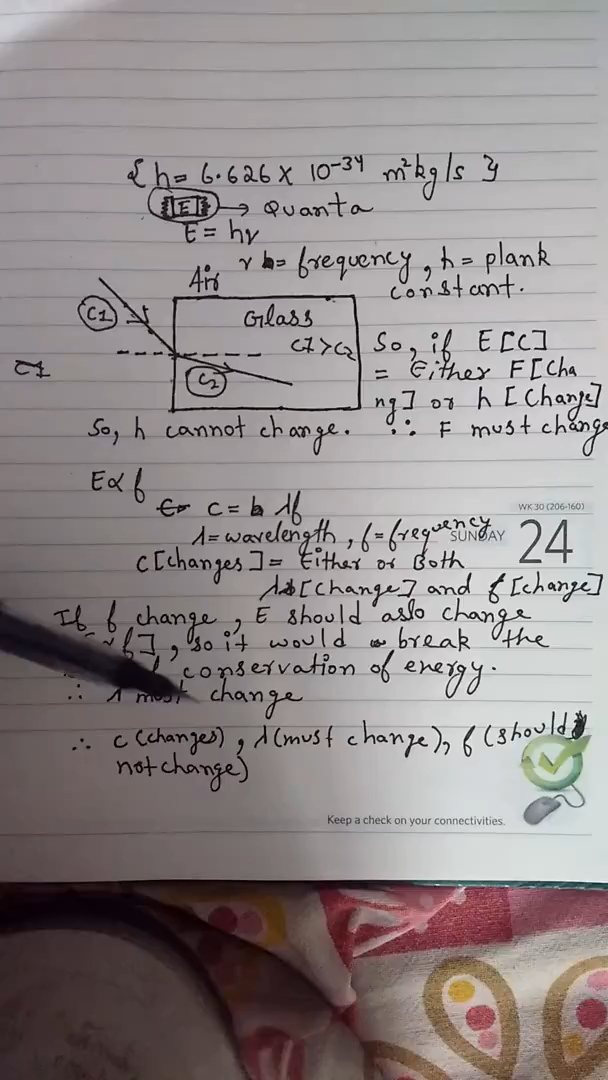 { h = 6.626 × 10⁻³⁴ m²kg/s }
[E] → Quanta
E = hν
ν = frequency, h = plank
constant.
Air
Glass
C1
C1 > C2
C2
So, if E [C]
= Either F [Cha
ng] or h [Change]
C1
So, h cannot change. ∴ F must change
E ∝ f
c = λf
λ = wavelength, f = frequency
c [changes] = Either or Both
λ [Change] and f [change]
If f change, E should aslo change
f], so it would break the
conservation of energy.
∴ λ must change
∴ c (changes), λ (must change), f (should
not change)
WK 30 (206-160)
SUNDAY 24
Keep a check on your connectivities.